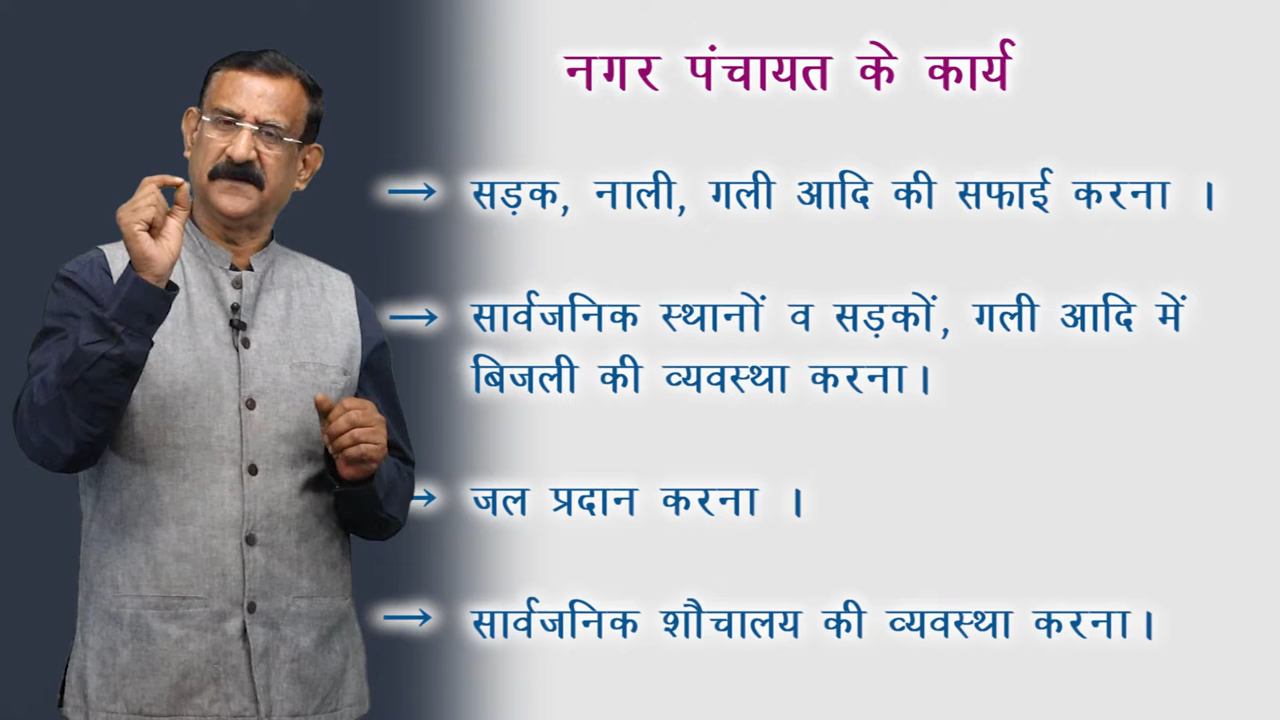 नगर पंचायत के कार्य
→ सड़क, नाली, गली आदि की सफाई करना ।
→ सार्वजनिक स्थानों व सड़कों, गली आदि में
बिजली की व्यवस्था करना।
→ जल प्रदान करना ।
→ सार्वजनिक शौचालय की व्यवस्था करना।